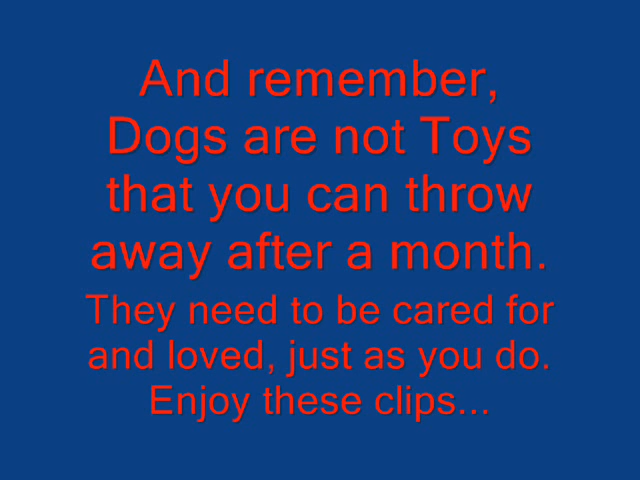 And remember,
Dogs are not Toys
that you can throw
away after a month.
They need to be cared for
and loved, just as you do.
Enjoy these clips...